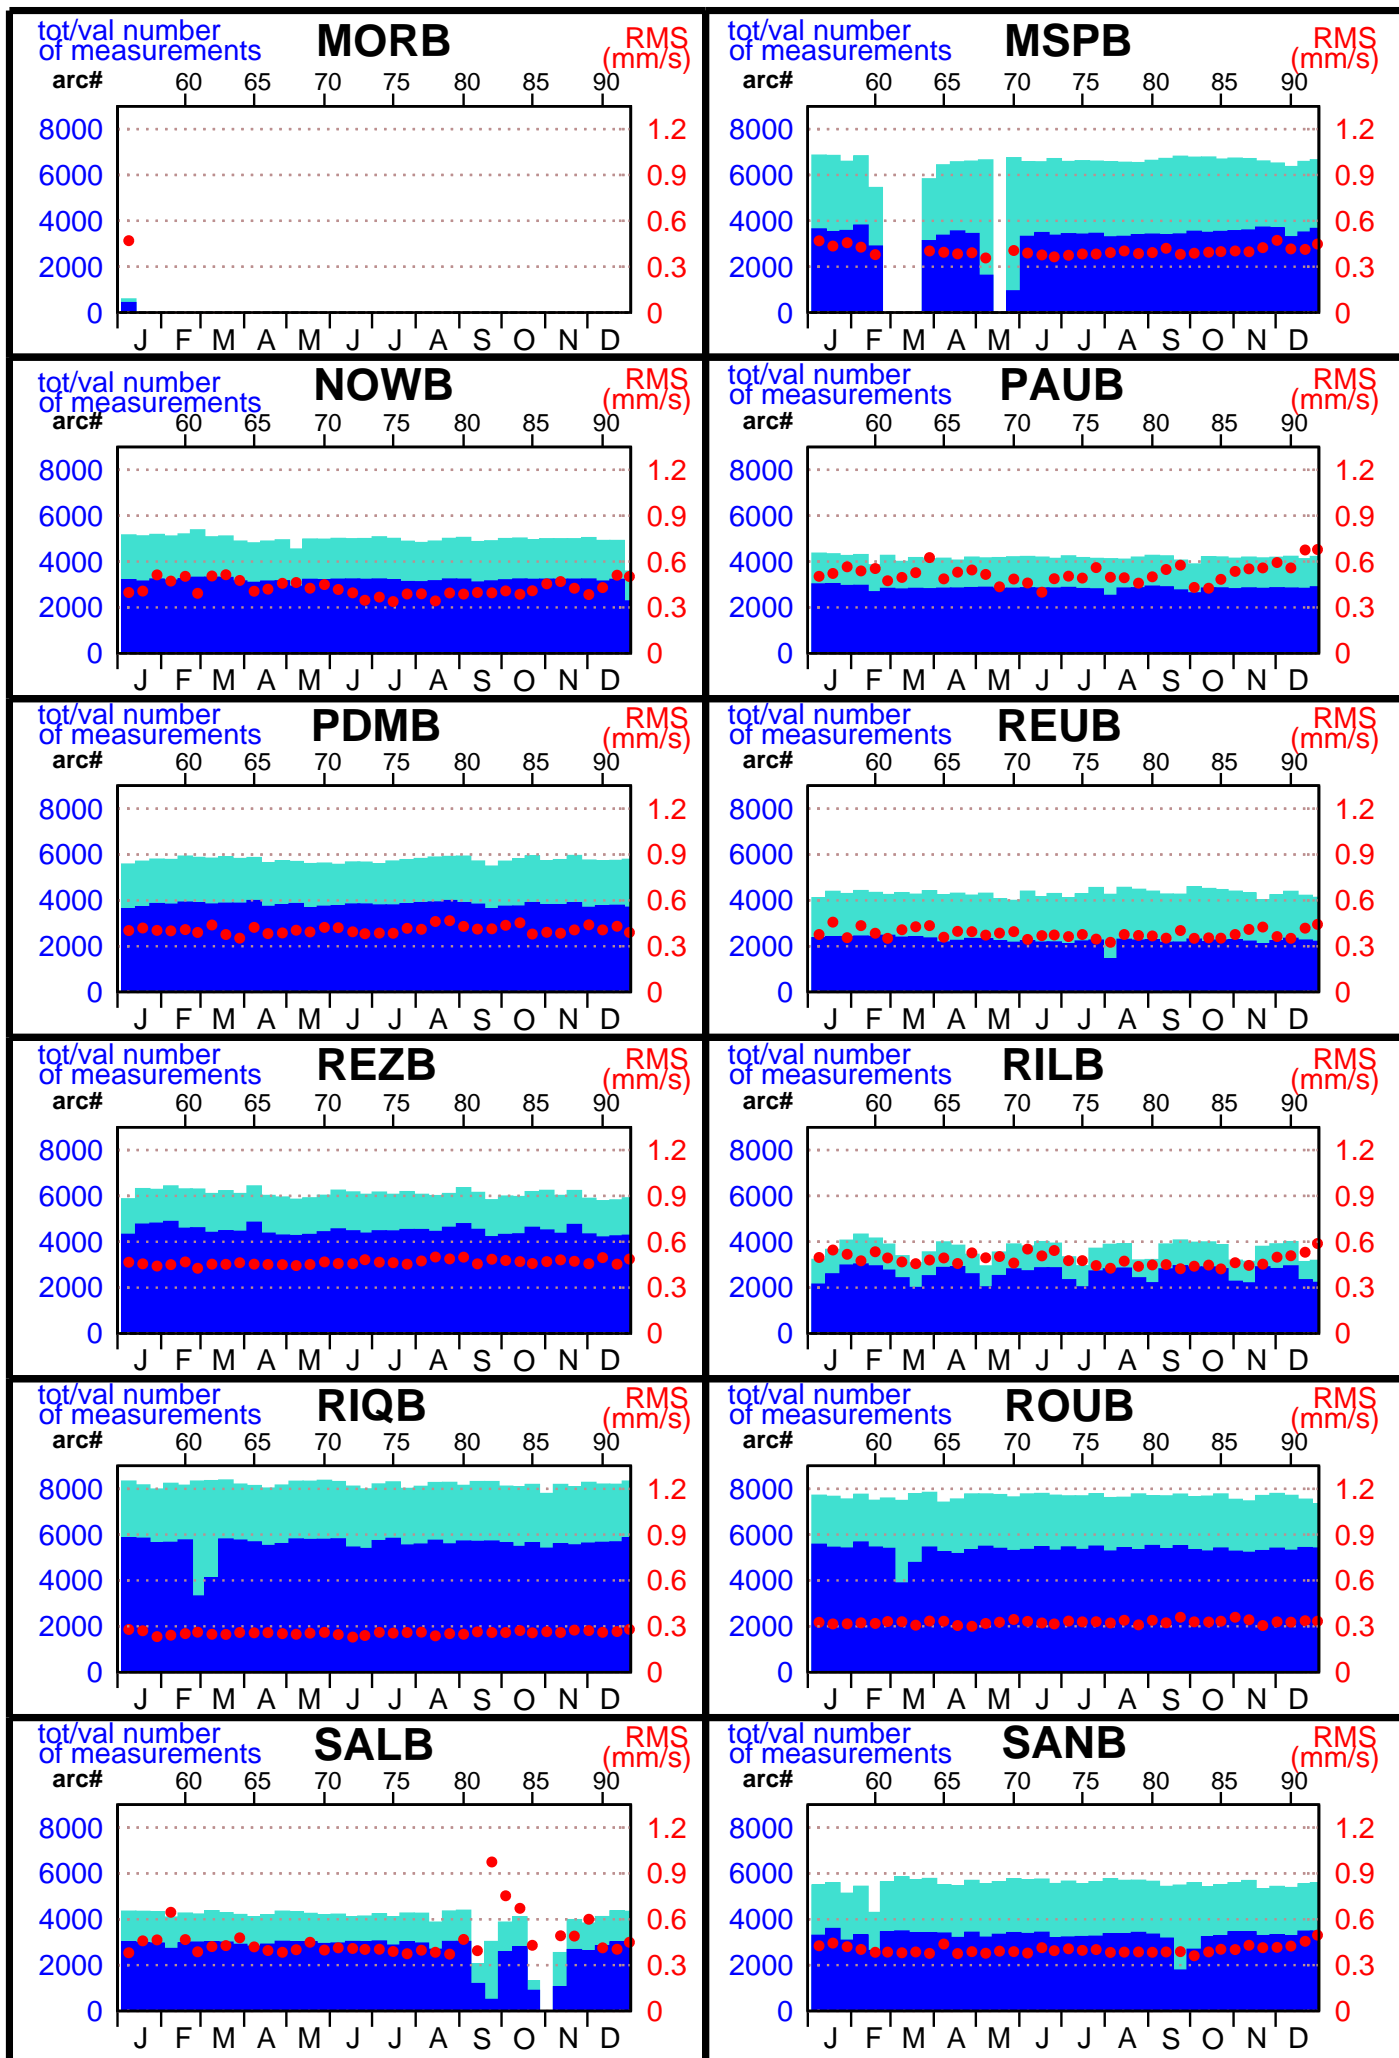 tot/val number
of measurements
MORB
RMS
(mm/s)
arc# 60 65 70 75 80 85 90
8000 1.2
6000 0.9
4000 0.6
2000 0.3
0 0
J F M A M J J A S O N D
tot/val number
of measurements
MSPB
RMS
(mm/s)
arc# 60 65 70 75 80 85 90
8000 1.2
6000 0.9
4000 0.6
2000 0.3
0 0
J F M A M J J A S O N D
tot/val number
of measurements
NOWB
RMS
(mm/s)
arc# 60 65 70 75 80 85 90
8000 1.2
6000 0.9
4000 0.6
2000 0.3
0 0
J F M A M J J A S O N D
tot/val number
of measurements
PAUB
RMS
(mm/s)
arc# 60 65 70 75 80 85 90
8000 1.2
6000 0.9
4000 0.6
2000 0.3
0 0
J F M A M J J A S O N D
tot/val number
of measurements
PDMB
RMS
(mm/s)
arc# 60 65 70 75 80 85 90
8000 1.2
6000 0.9
4000 0.6
2000 0.3
0 0
J F M A M J J A S O N D
tot/val number
of measurements
REUB
RMS
(mm/s)
arc# 60 65 70 75 80 85 90
8000 1.2
6000 0.9
4000 0.6
2000 0.3
0 0
J F M A M J J A S O N D
tot/val number
of measurements
REZB
RMS
(mm/s)
arc# 60 65 70 75 80 85 90
8000 1.2
6000 0.9
4000 0.6
2000 0.3
0 0
J F M A M J J A S O N D
tot/val number
of measurements
RILB
RMS
(mm/s)
arc# 60 65 70 75 80 85 90
8000 1.2
6000 0.9
4000 0.6
2000 0.3
0 0
J F M A M J J A S O N D
tot/val number
of measurements
RIQB
RMS
(mm/s)
arc# 60 65 70 75 80 85 90
8000 1.2
6000 0.9
4000 0.6
2000 0.3
0 0
J F M A M J J A S O N D
tot/val number
of measurements
ROUB
RMS
(mm/s)
arc# 60 65 70 75 80 85 90
8000 1.2
6000 0.9
4000 0.6
2000 0.3
0 0
J F M A M J J A S O N D
tot/val number
of measurements
SALB
RMS
(mm/s)
arc# 60 65 70 75 80 85 90
8000 1.2
6000 0.9
4000 0.6
2000 0.3
0 0
J F M A M J J A S O N D
tot/val number
of measurements
SANB
RMS
(mm/s)
arc# 60 65 70 75 80 85 90
8000 1.2
6000 0.9
4000 0.6
2000 0.3
0 0
J F M A M J J A S O N D